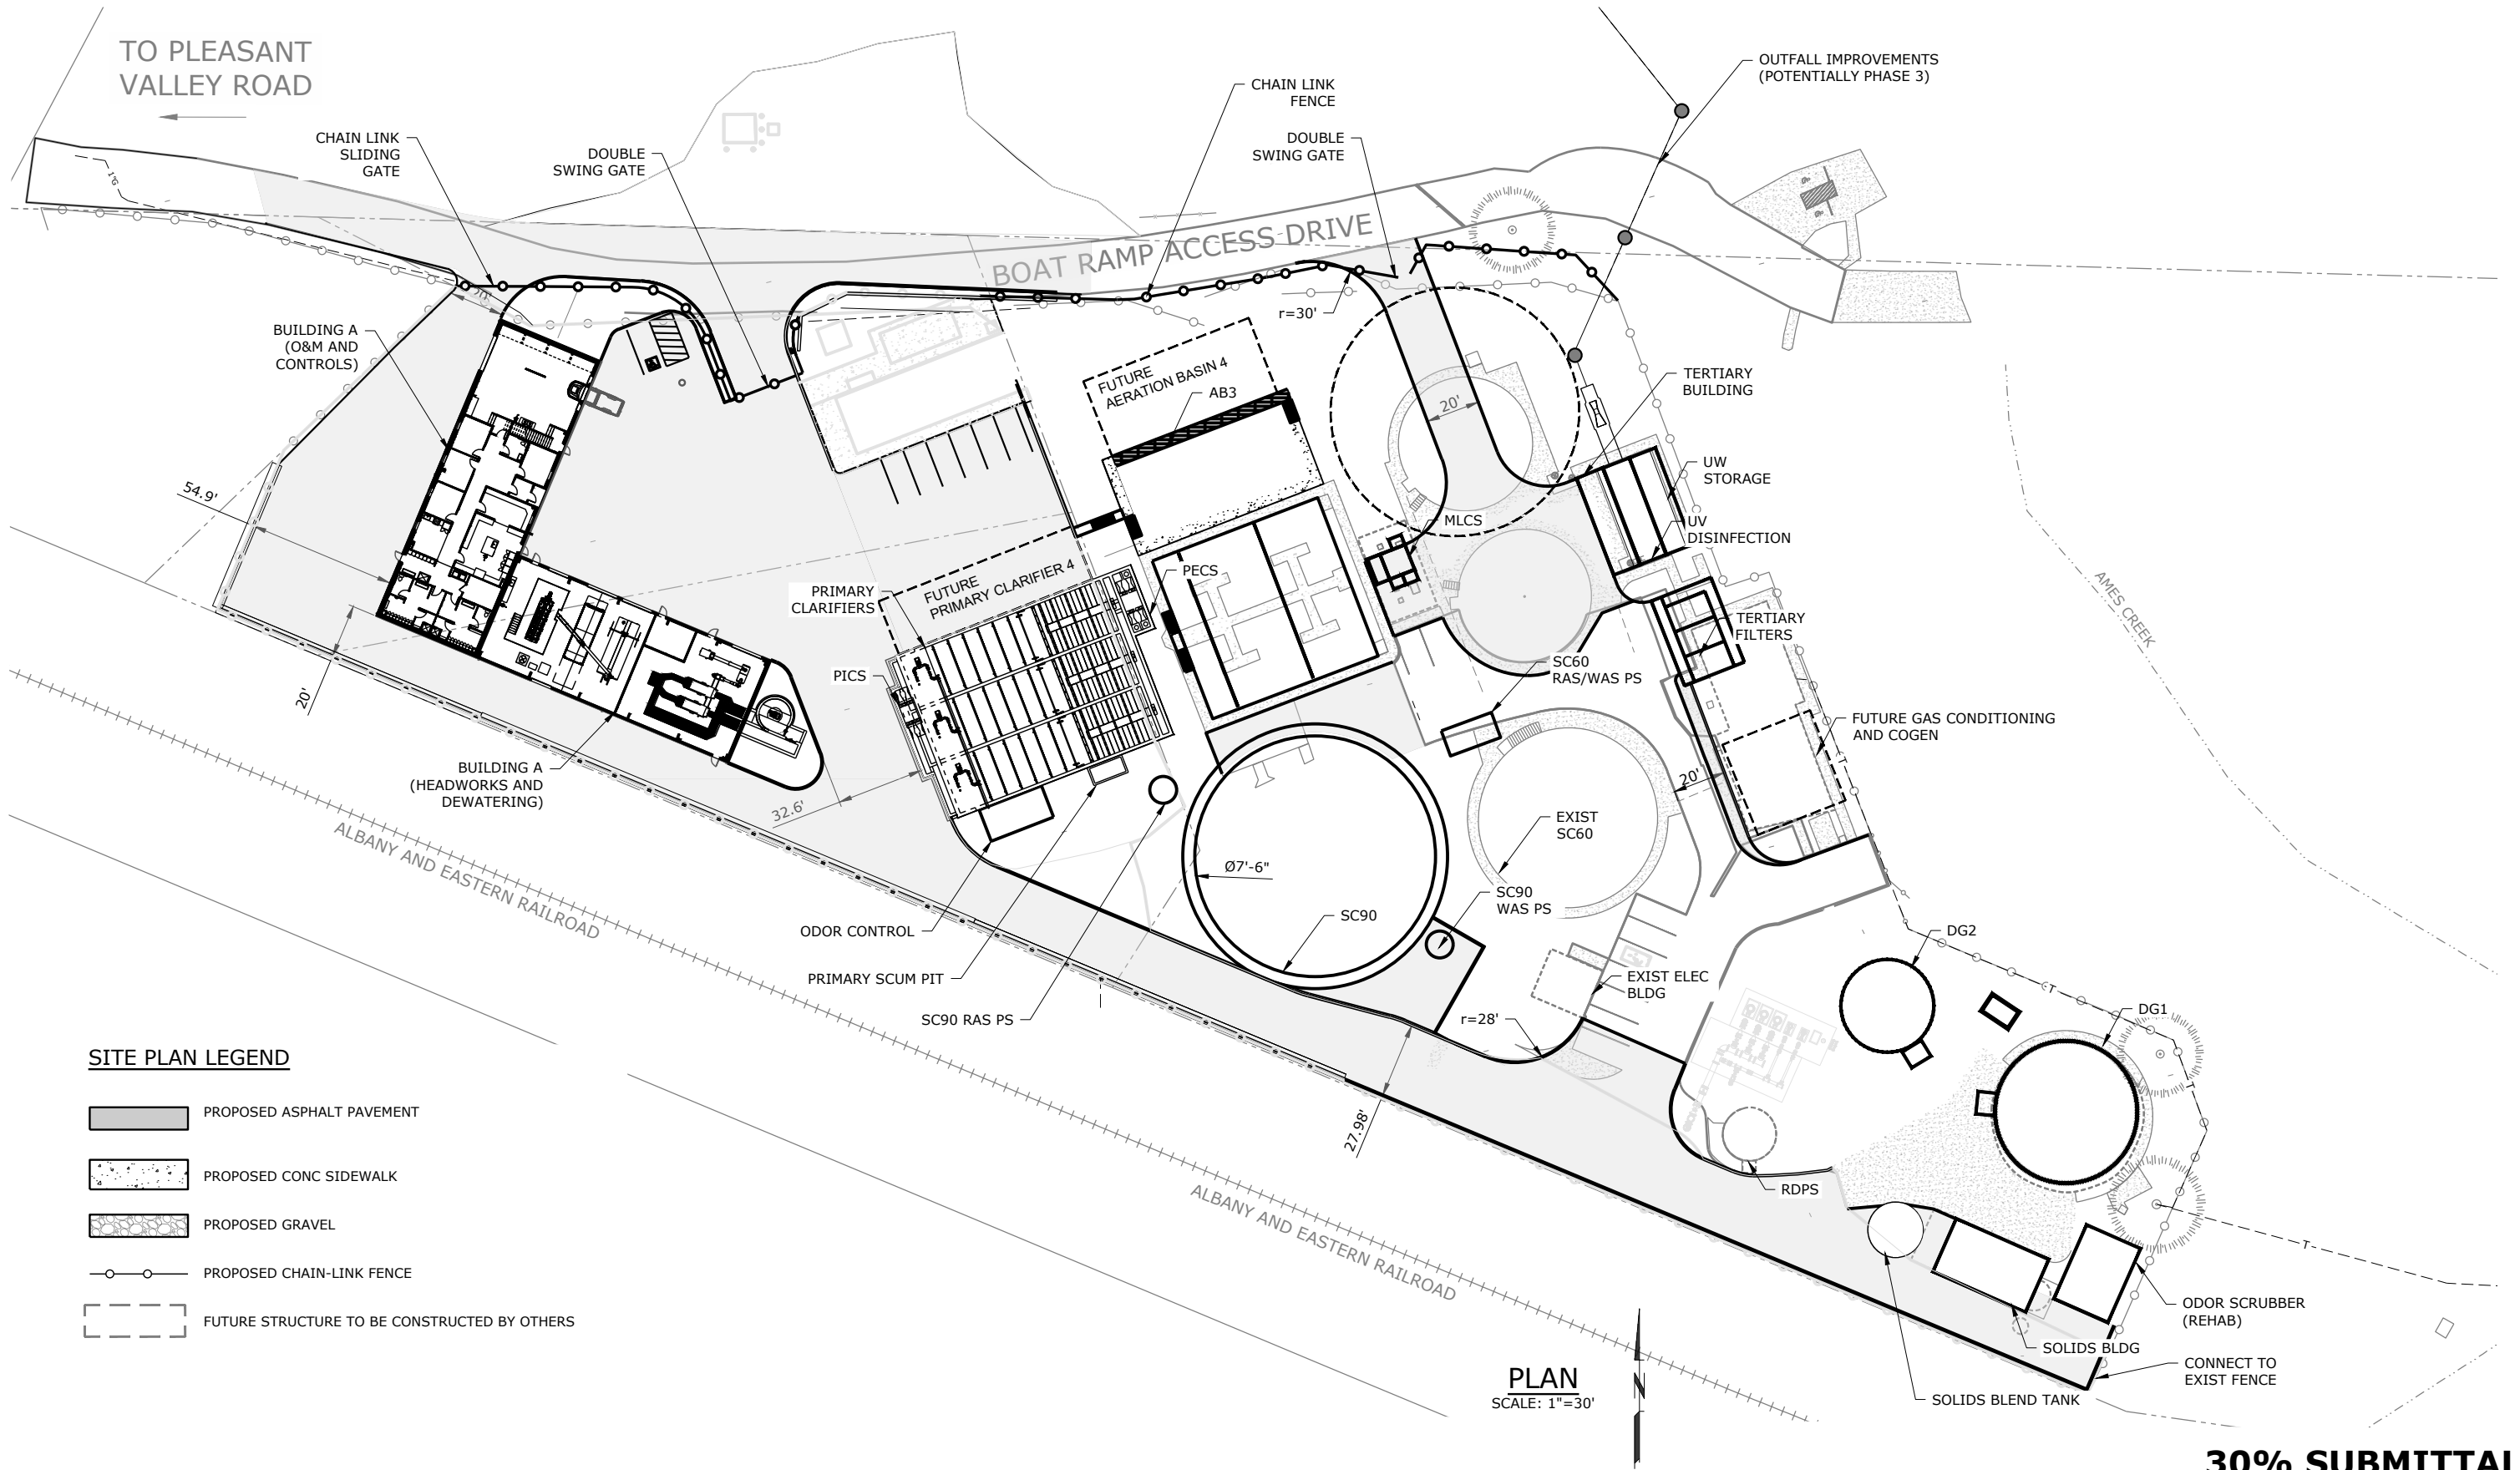 TO PLEASANT
VALLEY ROAD
CHAIN LINK
SLIDING
GATE
DOUBLE
SWING GATE
CHAIN LINK
FENCE
DOUBLE
SWING GATE
OUTFALL IMPROVEMENTS
(POTENTIALLY PHASE 3)
1"G
BOAT RAMP ACCESS DRIVE
20'
r=30'
BUILDING A
(O&M AND
CONTROLS)
FUTURE
AERATION BASIN 4
AB3
20'
TERTIARY
BUILDING
UW
STORAGE
54.9'
MLCS
UV
DISINFECTION
PECS
PRIMARY
CLARIFIERS
FUTURE
PRIMARY CLARIFIER 4
AMES CREEK
TERTIARY
FILTERS
PICS
SC60
RAS/WAS PS
20'
FUTURE GAS CONDITIONING
AND COGEN
BUILDING A
(HEADWORKS AND
DEWATERING)
32.6'
20'
EXIST
SC60
ALBANY AND EASTERN RAILROAD
Ø7'-6"
SC90
WAS PS
SC90
ODOR CONTROL
DG2
PRIMARY SCUM PIT
EXIST ELEC
BLDG
T
SC90 RAS PS
r=28'
DG1
SITE PLAN LEGEND
PROPOSED ASPHALT PAVEMENT
PROPOSED CONC SIDEWALK
PROPOSED GRAVEL
PROPOSED CHAIN-LINK FENCE
FUTURE STRUCTURE TO BE CONSTRUCTED BY OTHERS
27.98'
RDPS
ALBANY AND EASTERN RAILROAD
T
ODOR SCRUBBER
(REHAB)
SOLIDS BLDG
CONNECT TO
EXIST FENCE
SOLIDS BLEND TANK
PLAN
SCALE: 1"=30'
N
30% SUBMITTAL